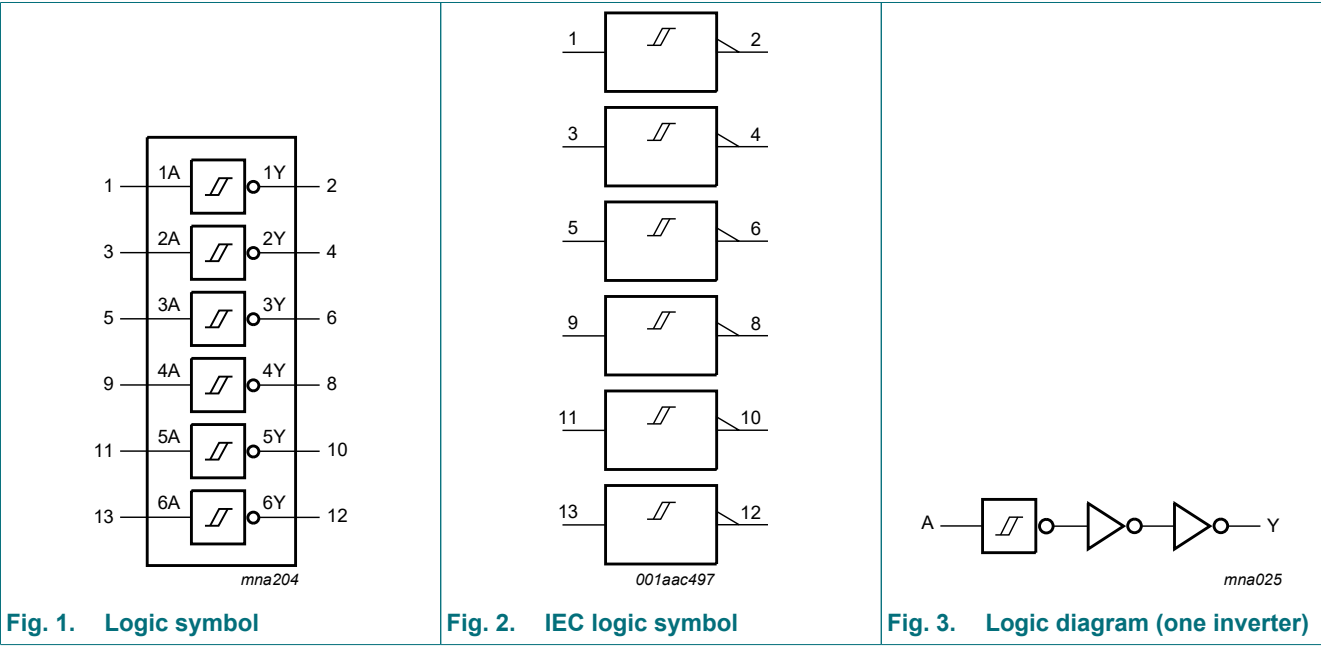 1 1A 1Y 2
3 2A 2Y 4
5 3A 3Y 6
9 4A 4Y 8
11 5A 5Y 10
13 6A 6Y 12
mna204
Fig. 1. Logic symbol
1 2
3 4
5 6
9 8
11 10
13 12
001aac497
Fig. 2. IEC logic symbol
A Y
mna025
Fig. 3. Logic diagram (one inverter)